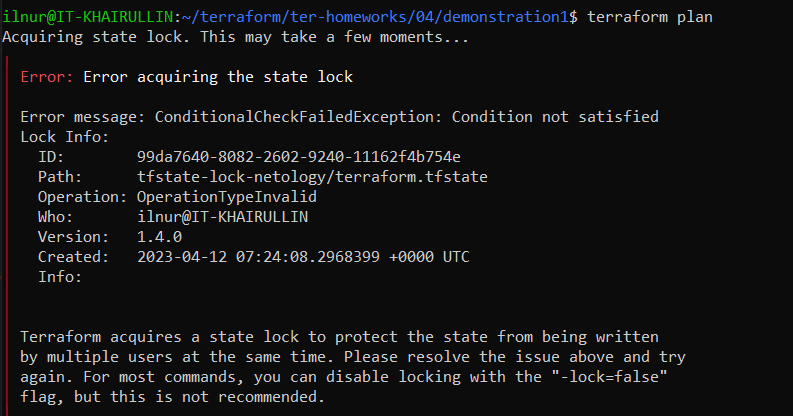 ilnur@IT-KHAIRULLIN:~/terraform/ter-homeworks/04/demonstration1$ terraform plan
Acquiring state lock. This may take a few moments...
Error: Error acquiring the state lock
Error message: ConditionalCheckFailedException: Condition not satisfied
Lock Info:
ID: 99da7640-8082-2602-9240-11162f4b754e
Path: tfstate-lock-netology/terraform.tfstate
Operation: OperationTypeInvalid
Who: ilnur@IT-KHAIRULLIN
Version: 1.4.0
Created: 2023-04-12 07:24:08.2968399 +0000 UTC
Info:
Terraform acquires a state lock to protect the state from being written
by multiple users at the same time. Please resolve the issue above and try
again. For most commands, you can disable locking with the "-lock=false"
flag, but this is not recommended.